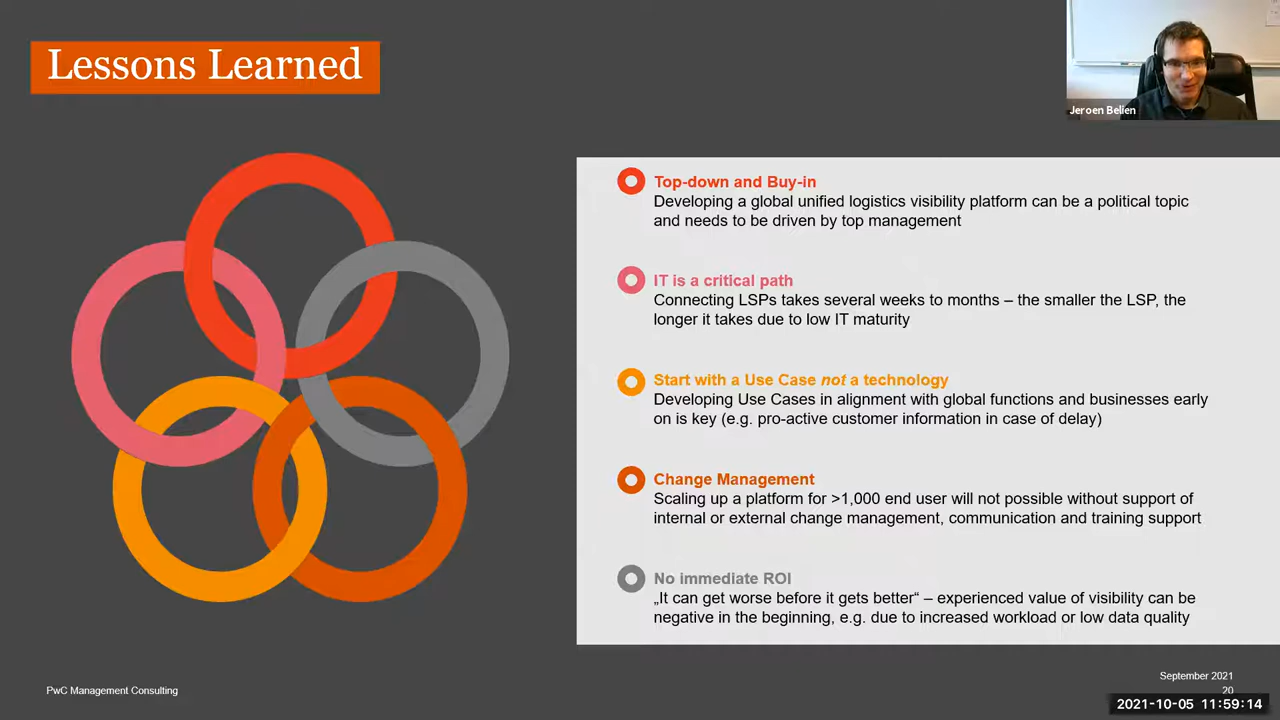 Lessons Learned
Jeroen Belien
Top-down and Buy-in
Developing a global unified logistics visibility platform can be a political topic
and needs to be driven by top management
IT is a critical path
Connecting LSPs takes several weeks to months – the smaller the LSP, the
longer it takes due to low IT maturity
Start with a Use Case not a technology
Developing Use Cases in alignment with global functions and businesses early
on is key (e.g. pro-active customer information in case of delay)
Change Management
Scaling up a platform for >1,000 end user will not possible without support of
internal or external change management, communication and training support
No immediate ROI
„It can get worse before it gets better“ – experienced value of visibility can be
negative in the beginning, e.g. due to increased workload or low data quality
PwC Management Consulting
September 2021
20
2021-10-05 11:59:14